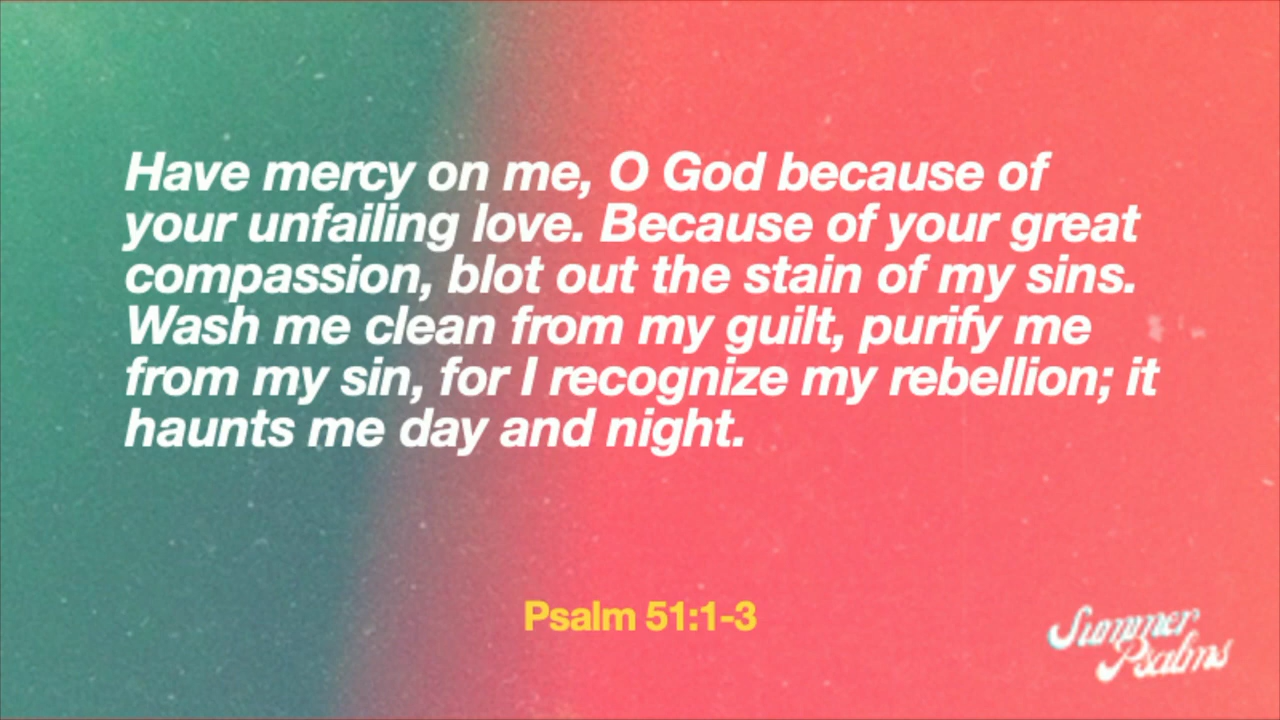 Have mercy on me, O God because of
your unfailing love. Because of your great
compassion, blot out the stain of my sins.
Wash me clean from my guilt, purify me
from my sin, for I recognize my rebellion; it
haunts me day and night.
Psalm 51:1-3
Summer
Psalms